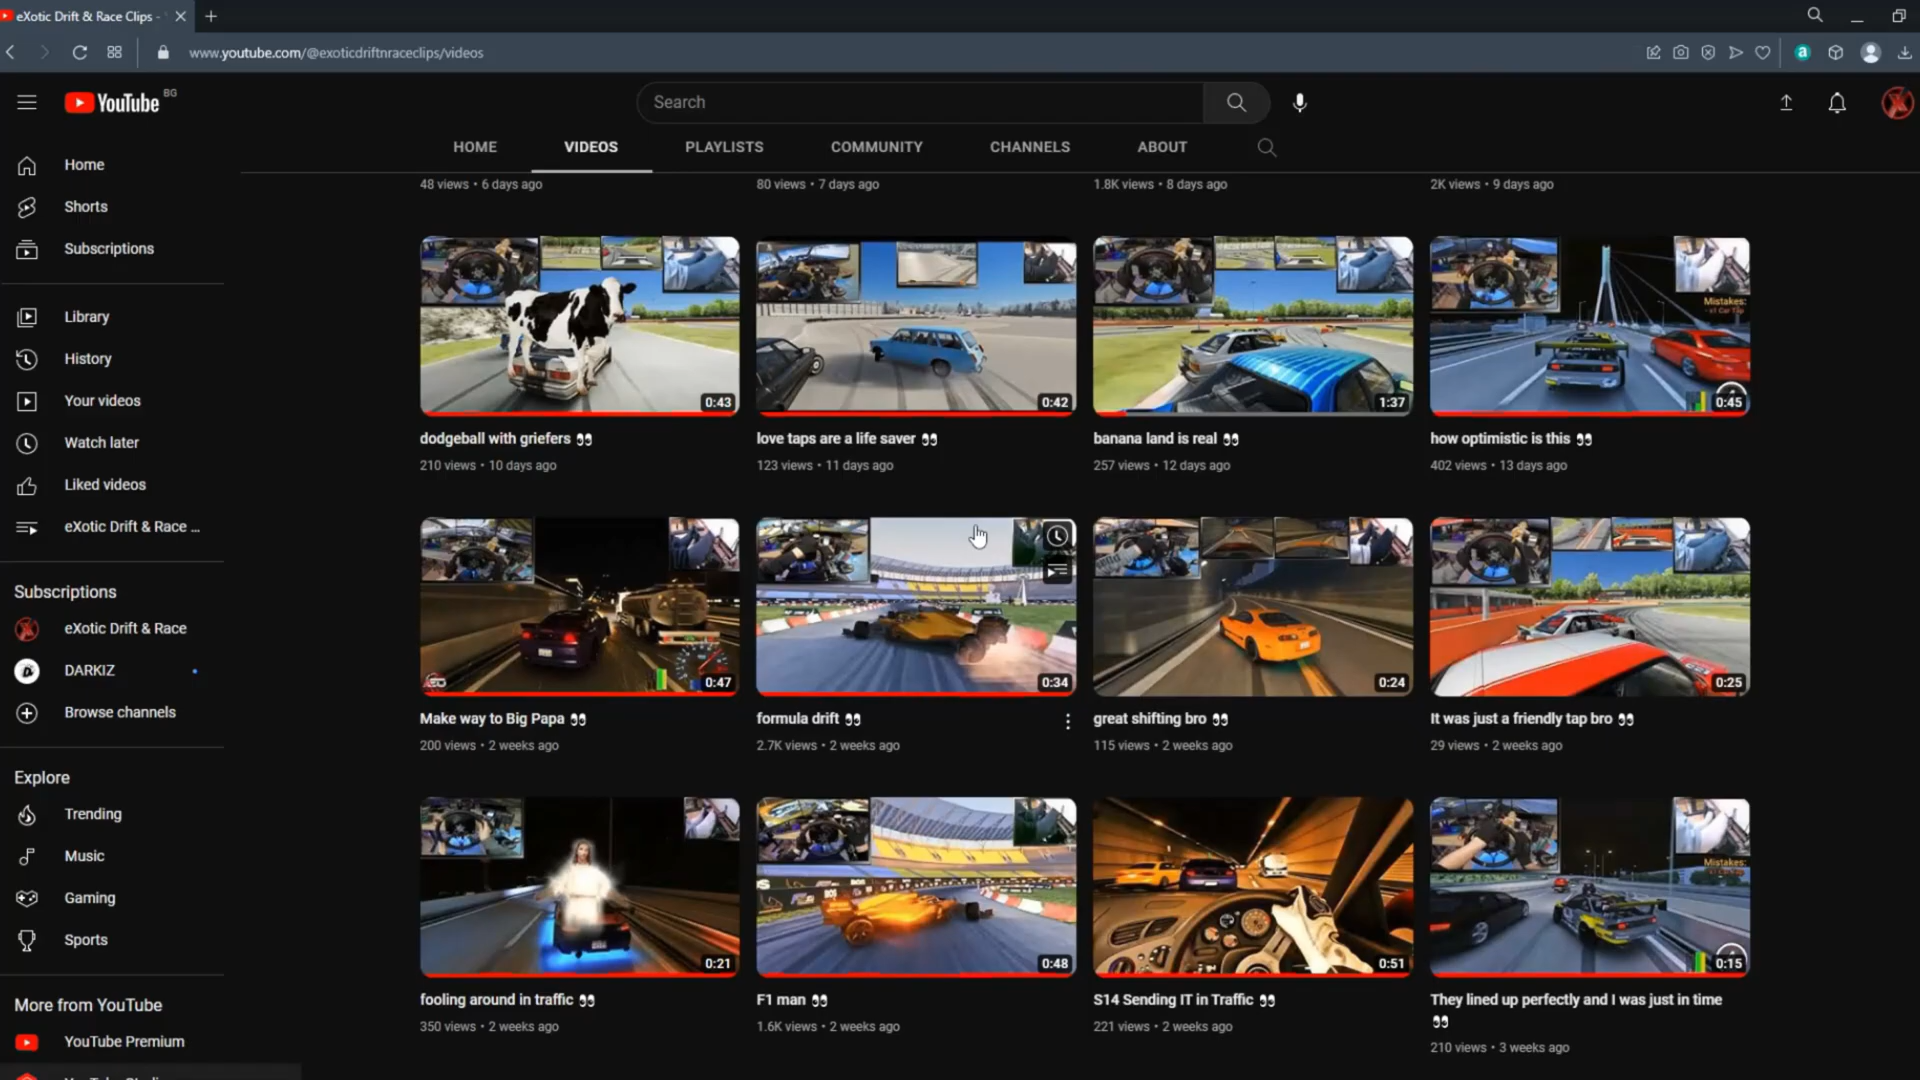 eXotic Drift & Race Clips -
www.youtube.com/@exoticdriftnraceclips/videos
YouTube BG
Search
HOME
VIDEOS
PLAYLISTS
COMMUNITY
CHANNELS
ABOUT
Home
Shorts
Subscriptions
Library
History
Your videos
Watch later
Liked videos
eXotic Drift & Race ...
Subscriptions
eXotic Drift & Race
DARKIZ
Browse channels
Explore
Trending
Music
Gaming
Sports
More from YouTube
YouTube Premium
48 views • 6 days ago
80 views • 7 days ago
1.8K views • 8 days ago
2K views • 9 days ago
0:43
0:42
1:37
Mistakes:
0:45
dodgeball with griefers 👀
210 views • 10 days ago
love taps are a life saver 👀
123 views • 11 days ago
banana land is real 👀
257 views • 12 days ago
how optimistic is this 👀
402 views • 13 days ago
0:47
0:34
0:24
0:25
Make way to Big Papa 👀
200 views • 2 weeks ago
formula drift 👀
2.7K views • 2 weeks ago
great shifting bro 👀
115 views • 2 weeks ago
It was just a friendly tap bro 👀
29 views • 2 weeks ago
0:21
0:48
0:51
Mistakes:
0:15
fooling around in traffic 👀
350 views • 2 weeks ago
F1 man 👀
1.6K views • 2 weeks ago
S14 Sending IT in Traffic 👀
221 views • 2 weeks ago
They lined up perfectly and I was just in time
👀
210 views • 3 weeks ago